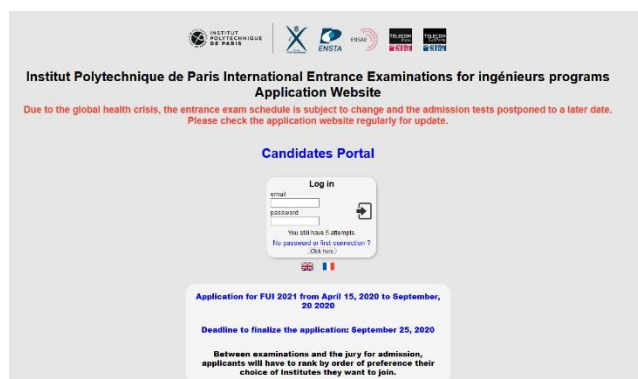 INSTITUT
POLYTECHNIQUE
DE PARIS
ENSTA
ENSAE
TELECOM
TELECOM
Institut Polytechnique de Paris International Entrance Examinations for ingénieurs programs
Application Website
Due to the global health crisis, the entrance exam schedule is subject to change and the admission tests postponed to a later date.
Please check the application website regularly for update.
Candidates Portal
Log in
email
password
You still have 5 attempts
No password or first connection ?
Click here
Application for FUI 2021 from April 15, 2020 to September,
20 2020
Deadline to finalize the application: September 25, 2020
Between examinations and the jury for admission,
applicants will have to rank by order of preference their
choice of Institutes they want to join.